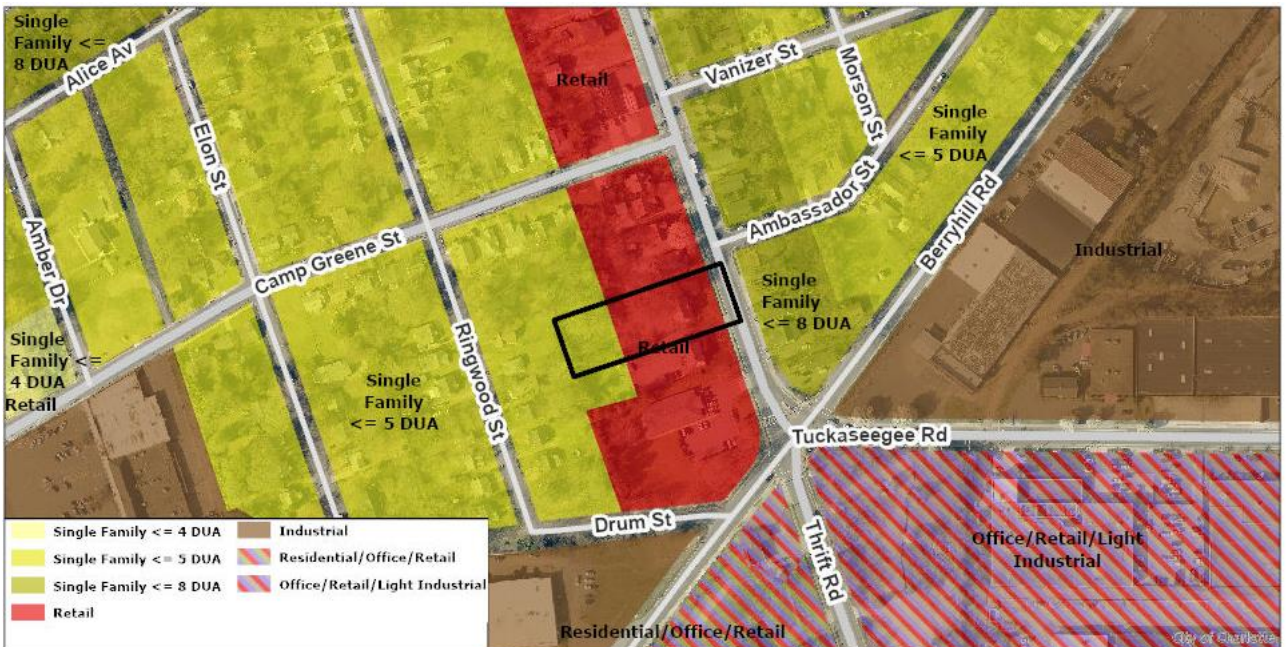 Single
Family <=
8 DUA
Alice Av
Elon St
Amber Dr
Camp Greene St
Ringwood St
Retail
Vanizer St
Morson St
Single
Family
<= 5 DUA
Ambassador St
Berryhill Rd
Industrial
Single
Family
<= 8 DUA
Retail
Single
Family <=
4 DUA
Retail
Single
Family
<= 5 DUA
Tuckaseegee Rd
Drum St
Thrift Rd
Office/Retail/Light
Industrial
Residential/Office/Retail
City of Charlotte
Single Family <= 4 DUA
Single Family <= 5 DUA
Single Family <= 8 DUA
Retail
Industrial
Residential/Office/Retail
Office/Retail/Light Industrial